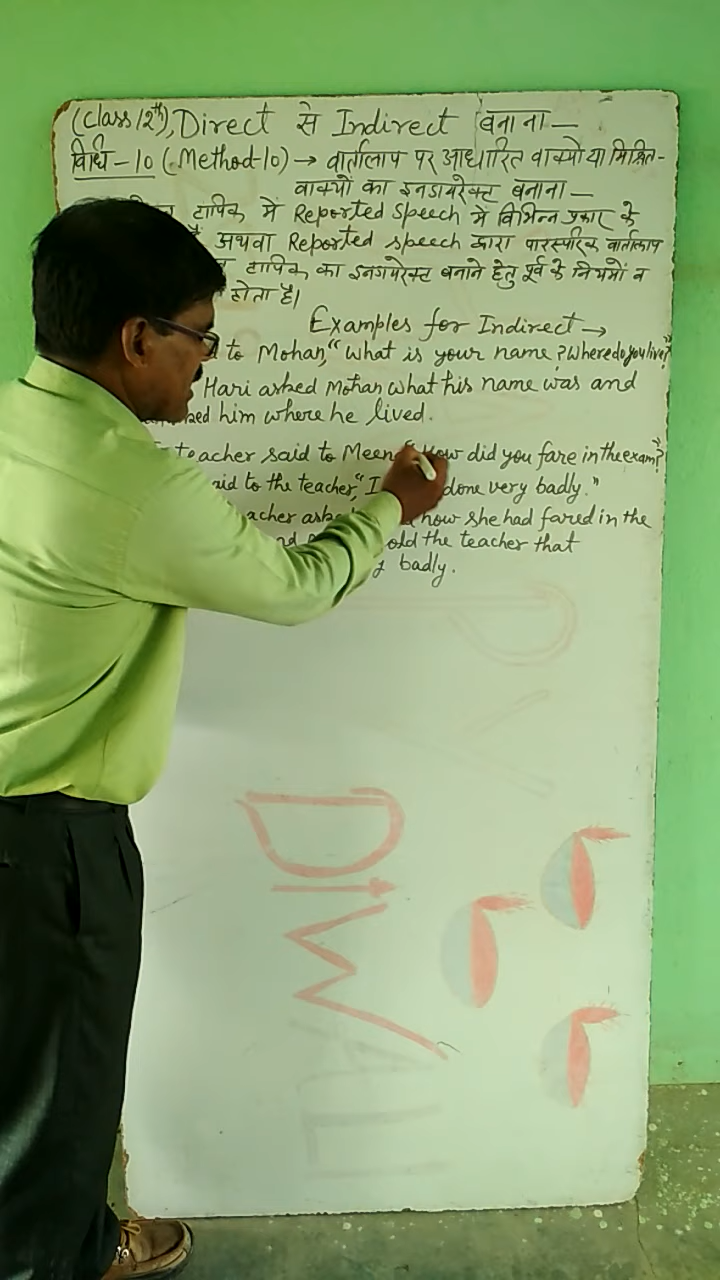 (Class 12th), Direct से Indirect बनाना —
विधि - 10 (Method-10) → वार्तालाप पर आधारित वाक्यों या मिश्रित-
वाक्यों का इनडायरेक्ट बनाना —
टापिक में Reported Speech में विभिन्न प्रकार के
अथवा Reported speech द्वारा पारस्परिक वार्तालाप
टापिक का इनडायरेक्ट बनाने हेतु पूर्व के नियमों व
होता है।
Examples for Indirect →
to Mohan, "What is your name? Where do you live?"
Hari asked Mohan what his name was and
him where he lived.
teacher said to Meena, "How did you fare in the exam?"
said to the teacher, "I done very badly."
how she had fared in the
told the teacher that
badly.
DIWALI